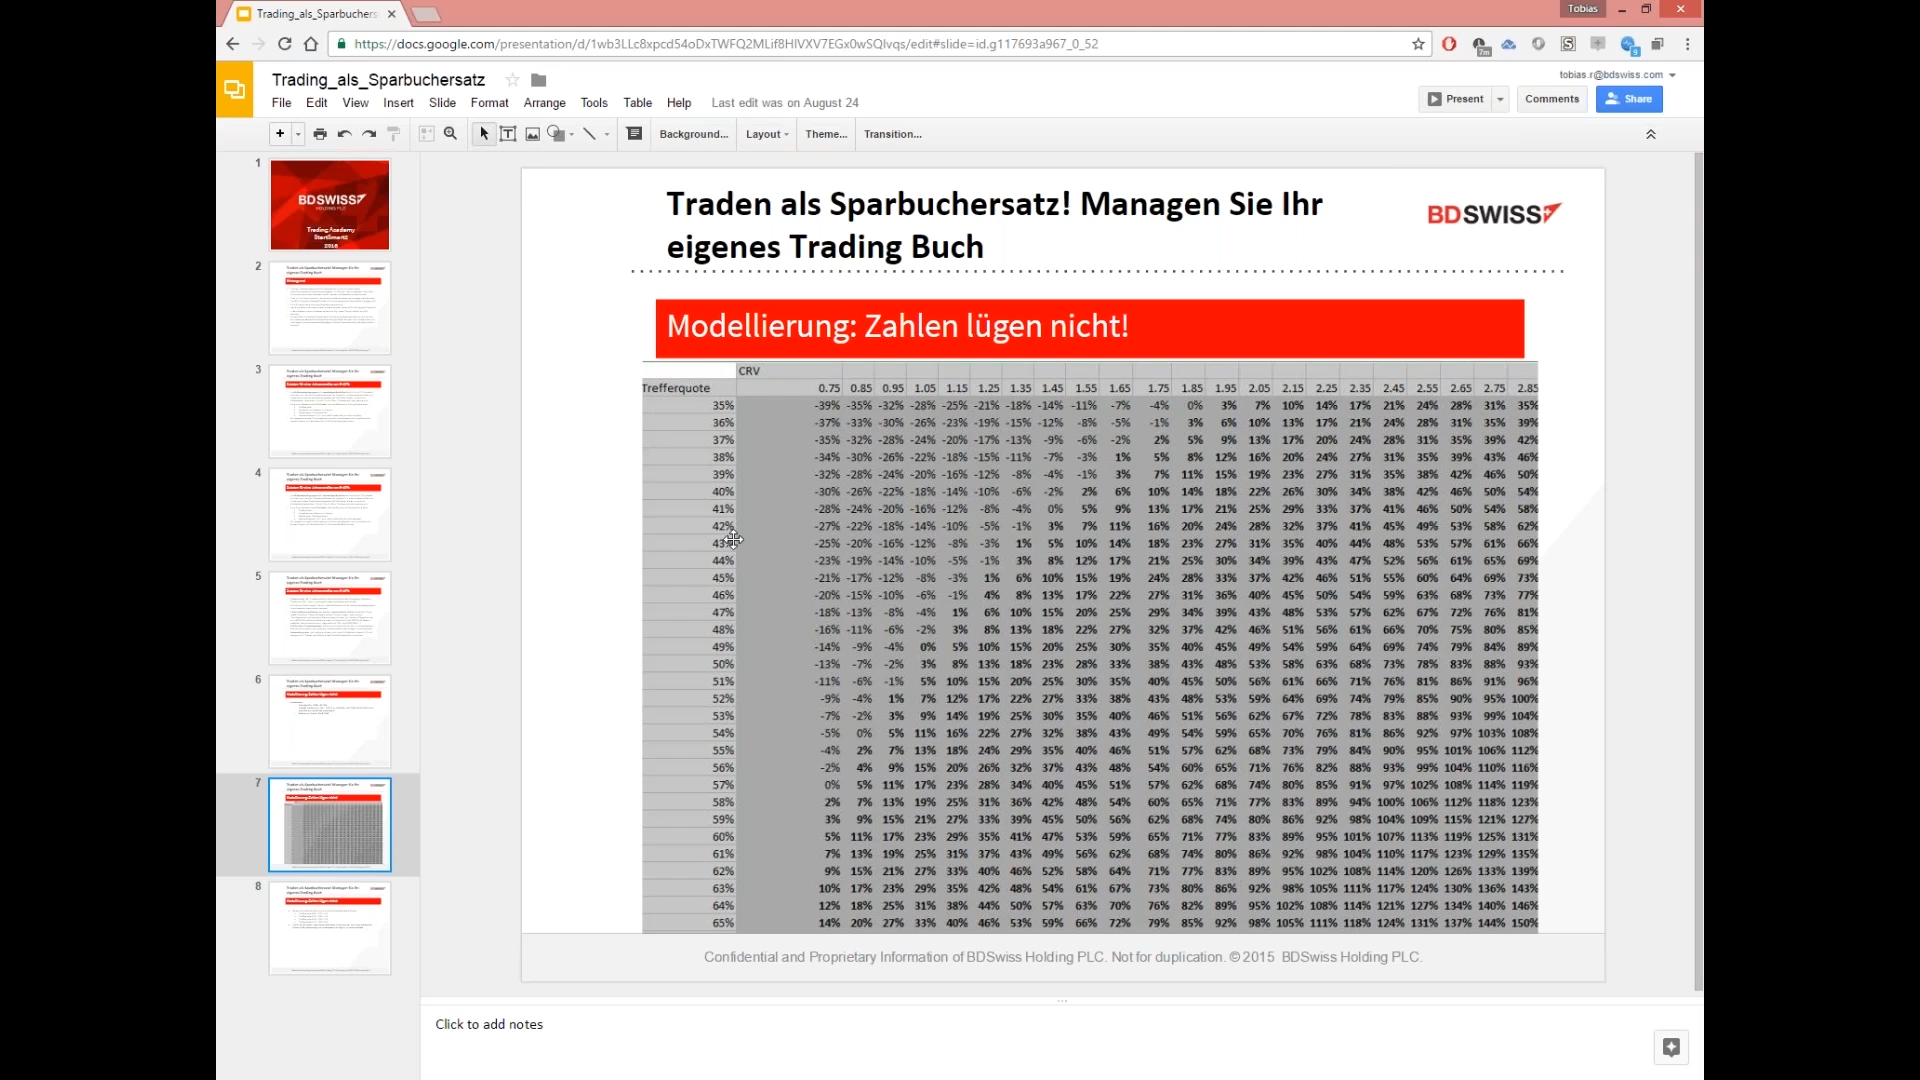 Trading_als_Sparbuchers
Tobias
https://docs.google.com/presentation/d/1wb3LLc8xpcd54oDxTWFQ2MLif8HIVXV7EGx0wSQlvqs/edit#slide=id.g117693a967_0_52
Trading_als_Sparbuchersatz
tobias.r@bdswiss.com
File Edit View Insert Slide Format Arrange Tools Table Help Last edit was on August 24
Present Comments Share
Background... Layout Theme... Transition...
1
BDSWISS
HOLDING PLC
Trading Academy
2016
2
3
4
5
6
7
8
Traden als Sparbuchersatz! Managen Sie Ihr
eigenes Trading Buch
BDSWISS
Modellierung: Zahlen lügen nicht!
CRV
Trefferquote 0.75 0.85 0.95 1.05 1.15 1.25 1.35 1.45 1.55 1.65 1.75 1.85 1.95 2.05 2.15 2.25 2.35 2.45 2.55 2.65 2.75 2.85
35% -39% -35% -32% -28% -25% -21% -18% -14% -11% -7% -4% 0% 3% 7% 10% 14% 17% 21% 24% 28% 31% 35%
36% -37% -33% -30% -26% -23% -19% -15% -12% -8% -5% -1% 3% 6% 10% 13% 17% 21% 24% 28% 31% 35% 39%
37% -35% -32% -28% -24% -20% -17% -13% -9% -6% -2% 2% 5% 9% 13% 17% 20% 24% 28% 31% 35% 39% 42%
38% -34% -30% -26% -22% -18% -15% -11% -7% -3% 1% 5% 8% 12% 16% 20% 24% 27% 31% 35% 39% 43% 46%
39% -32% -28% -24% -20% -16% -12% -8% -4% -1% 3% 7% 11% 15% 19% 23% 27% 31% 35% 38% 42% 46% 50%
40% -30% -26% -22% -18% -14% -10% -6% -2% 2% 6% 10% 14% 18% 22% 26% 30% 34% 38% 42% 46% 50% 54%
41% -28% -24% -20% -16% -12% -8% -4% 0% 5% 9% 13% 17% 21% 25% 29% 33% 37% 41% 46% 50% 54% 58%
42% -27% -22% -18% -14% -10% -5% -1% 3% 7% 11% 16% 20% 24% 28% 32% 37% 41% 45% 49% 53% 58% 62%
43% -25% -20% -16% -12% -8% -3% 1% 5% 10% 14% 18% 23% 27% 31% 35% 40% 44% 48% 53% 57% 61% 66%
44% -23% -19% -14% -10% -5% -1% 3% 8% 12% 17% 21% 25% 30% 34% 39% 43% 47% 52% 56% 61% 65% 69%
45% -21% -17% -12% -8% -3% 1% 6% 10% 15% 19% 24% 28% 33% 37% 42% 46% 51% 55% 60% 64% 69% 73%
46% -20% -15% -10% -6% -1% 4% 8% 13% 17% 22% 27% 31% 36% 40% 45% 50% 54% 59% 63% 68% 73% 77%
47% -18% -13% -8% -4% 1% 6% 10% 15% 20% 25% 29% 34% 39% 43% 48% 53% 57% 62% 67% 72% 76% 81%
48% -16% -11% -6% -2% 3% 8% 13% 18% 22% 27% 32% 37% 42% 46% 51% 56% 61% 66% 70% 75% 80% 85%
49% -14% -9% -4% 0% 5% 10% 15% 20% 25% 30% 35% 40% 45% 49% 54% 59% 64% 69% 74% 79% 84% 89%
50% -13% -7% -2% 3% 8% 13% 18% 23% 28% 33% 38% 43% 48% 53% 58% 63% 68% 73% 78% 83% 88% 93%
51% -11% -6% -1% 5% 10% 15% 20% 25% 30% 35% 40% 45% 50% 56% 61% 66% 71% 76% 81% 86% 91% 96%
52% -9% -4% 1% 7% 12% 17% 22% 27% 33% 38% 43% 48% 53% 59% 64% 69% 74% 79% 85% 90% 95% 100%
53% -7% -2% 3% 9% 14% 19% 25% 30% 35% 40% 46% 51% 56% 62% 67% 72% 78% 83% 88% 93% 99% 104%
54% -5% 0% 5% 11% 16% 22% 27% 32% 38% 43% 49% 54% 59% 65% 70% 76% 81% 86% 92% 97% 103% 108%
55% -4% 2% 7% 13% 18% 24% 29% 35% 40% 46% 51% 57% 62% 68% 73% 79% 84% 90% 95% 101% 106% 112%
56% -2% 4% 9% 15% 20% 26% 32% 37% 43% 48% 54% 60% 65% 71% 76% 82% 88% 93% 99% 104% 110% 116%
57% 0% 5% 11% 17% 23% 28% 34% 40% 45% 51% 57% 62% 68% 74% 80% 85% 91% 97% 102% 108% 114% 119%
58% 2% 7% 13% 19% 25% 31% 36% 42% 48% 54% 60% 65% 71% 77% 83% 89% 94% 100% 106% 112% 118% 123%
59% 3% 9% 15% 21% 27% 33% 39% 45% 50% 56% 62% 68% 74% 80% 86% 92% 98% 104% 109% 115% 121% 127%
60% 5% 11% 17% 23% 29% 35% 41% 47% 53% 59% 65% 71% 77% 83% 89% 95% 101% 107% 113% 119% 125% 131%
61% 7% 13% 19% 25% 31% 37% 43% 49% 56% 62% 68% 74% 80% 86% 92% 98% 104% 110% 117% 123% 129% 135%
62% 9% 15% 21% 27% 33% 40% 46% 52% 58% 64% 71% 77% 83% 89% 95% 102% 108% 114% 120% 126% 133% 139%
63% 10% 17% 23% 29% 35% 42% 48% 54% 61% 67% 73% 80% 86% 92% 98% 105% 111% 117% 124% 130% 136% 143%
64% 12% 18% 25% 31% 38% 44% 50% 57% 63% 70% 76% 82% 89% 95% 102% 108% 114% 121% 127% 134% 140% 146%
65% 14% 20% 27% 33% 40% 46% 53% 59% 66% 72% 79% 85% 92% 98% 105% 111% 118% 124% 131% 137% 144% 150%
Confidential and Proprietary Information of BDSwiss Holding PLC. Not for duplication. © 2015 BDSwiss Holding PLC.
Click to add notes